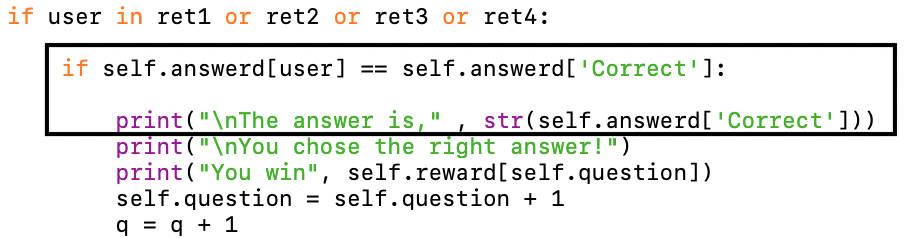 if user in ret1 or ret2 or ret3 or ret4:
if self.answerd[user] == self.answerd['Correct']:
print("\nThe answer is," , str(self.answerd['Correct']))
print("\nYou chose the right answer!")
print("You win", self.reward[self.question])
self.question = self.question + 1
q = q + 1